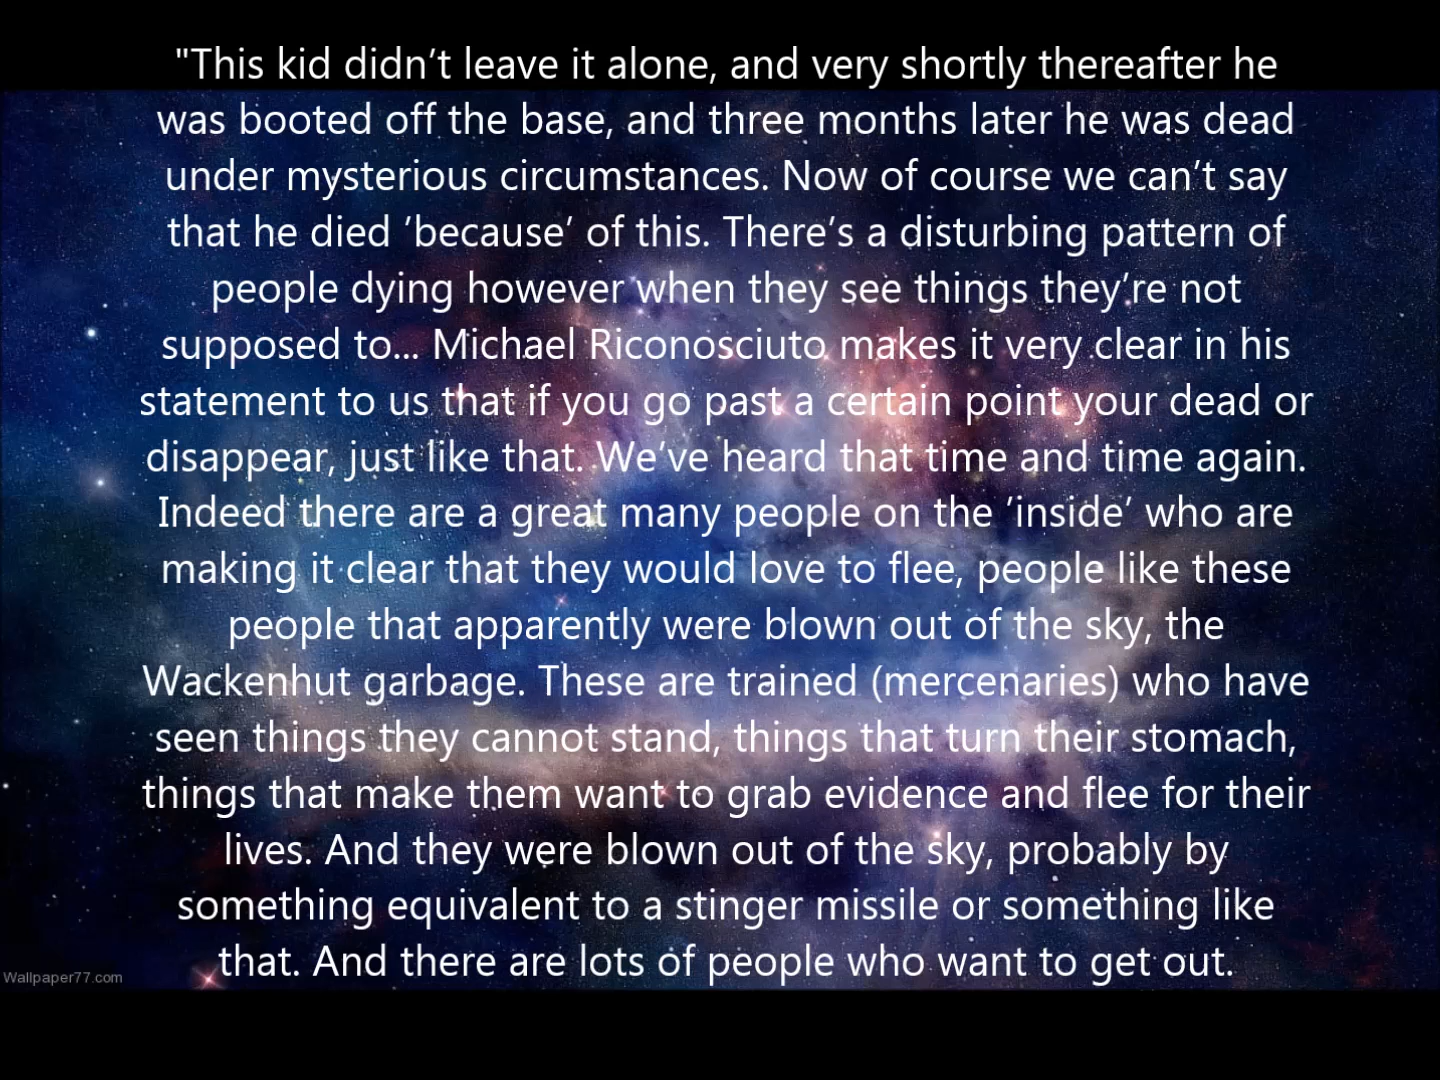 "This kid didn’t leave it alone, and very shortly thereafter he
was booted off the base, and three months later he was dead
under mysterious circumstances. Now of course we can’t say
that he died ’because’ of this. There’s a disturbing pattern of
people dying however when they see things they’re not
supposed to... Michael Riconosciuto makes it very clear in his
statement to us that if you go past a certain point your dead or
disappear, just like that. We’ve heard that time and time again.
Indeed there are a great many people on the ’inside’ who are
making it clear that they would love to flee, people like these
people that apparently were blown out of the sky, the
Wackenhut garbage. These are trained (mercenaries) who have
seen things they cannot stand, things that turn their stomach,
things that make them want to grab evidence and flee for their
lives. And they were blown out of the sky, probably by
something equivalent to a stinger missile or something like
that. And there are lots of people who want to get out.
Wallpaper77.com